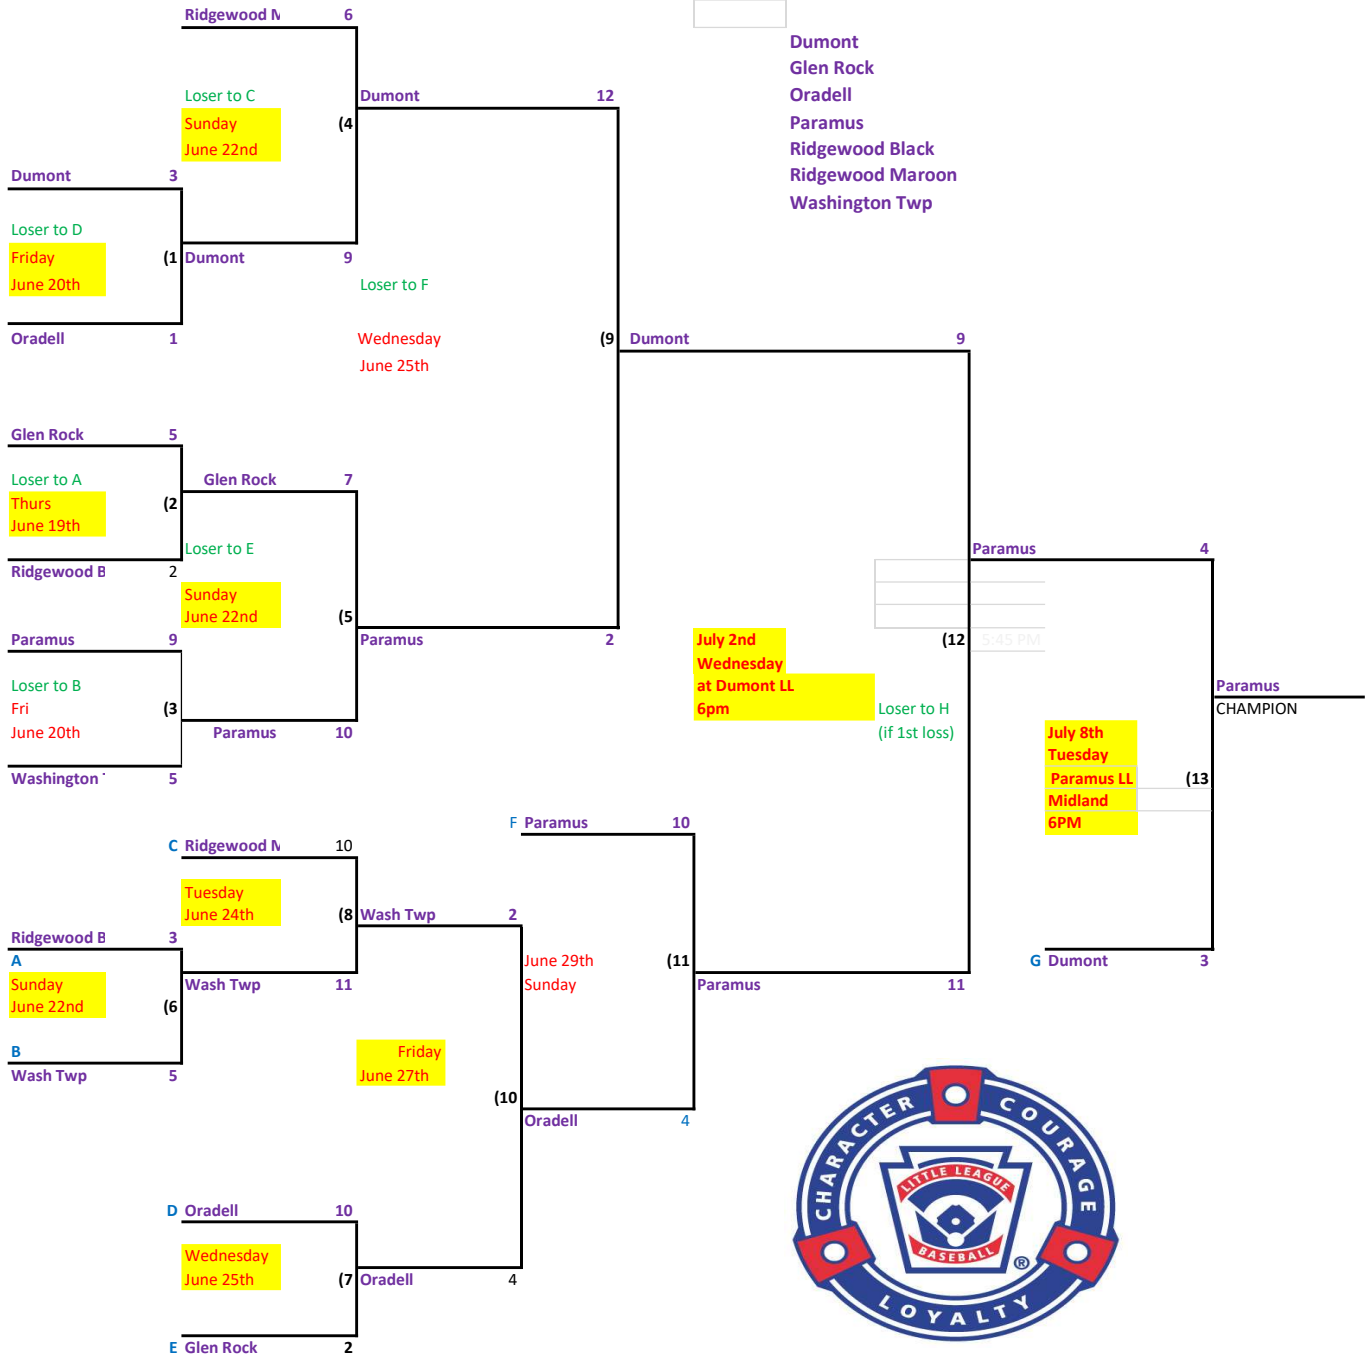 Ridgewood M 6
Dumont
Glen Rock
Oradell
Paramus
Ridgewood Black
Ridgewood Maroon
Washington Twp
Loser to C
Dumont 12
Sunday (4
June 22nd
Dumont 3
Loser to D
Friday (1 Dumont 9
June 20th
Loser to F
Oradell 1
Wednesday (9 Dumont 9
June 25th
Glen Rock 5
Loser to A
Glen Rock 7
Thurs (2
June 19th
Loser to E
Paramus 4
Ridgewood B 2
Sunday
June 22nd (5
Paramus 9
Paramus 2
July 2nd (12 5:45 PM
Wednesday
Loser to B
at Dumont LL
Paramus
Fri (3
6pm
Loser to H
CHAMPION
June 20th
Paramus 10
(if 1st loss)
July 8th
Tuesday
Washington 5
Paramus LL (13
Midland
6PM
F Paramus 10
C Ridgewood M 10
Tuesday
June 24th (8 Wash Twp 2
Ridgewood B 3
A
June 29th (11
G Dumont 3
Sunday
Wash Twp 11
Sunday
Paramus 11
June 22nd (6
B
Friday
Wash Twp 5
June 27th
(10
Oradell 4
D Oradell 10
Wednesday
June 25th (7 Oradell 4
E Glen Rock 2
CHARACTER
COURAGE
LITTLE LEAGUE
BASEBALL
®
LOYALTY